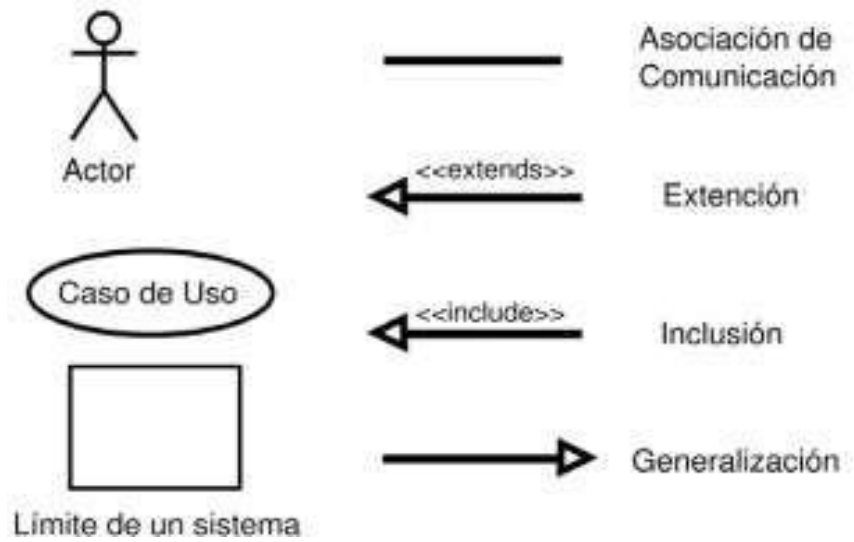 Actor
Caso de Uso
Límite de un sistema
Asociación de
Comunicación
<<extends>>
Extención
<<include>>
Inclusión
Generalización